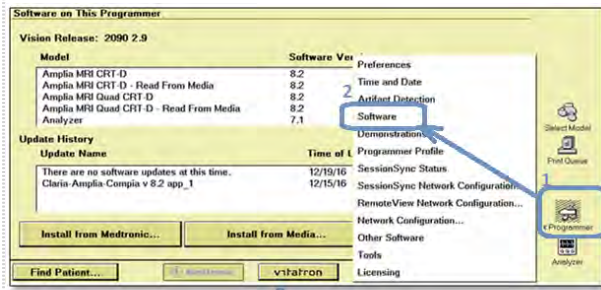 Software on This Programmer
Vision Release: 2090 2.9
Model Software Ver
Amplia MRI CRT-D 8.2
Amplia MRI CRT-D - Read From Media 8.2
Amplia MRI Quad CRT-D 8.2
Amplia MRI Quad CRT-D - Read From Media 8.2
Analyzer 7.1
Update History
Update Name Time of U
There are no software updates at this time. 12/19/16
Claria-Amplia-Compia v 8.2 app_1 12/15/16
Install from Medtronic...
Install from Media...
Find Patient...
vitatron
Preferences
Time and Date
2
Artifact Detection
Software
Demonstrations
Programmer Profile
SessionSync Status
SessionSync Network Configuration...
RemoteView Network Configuration...
Network Configuration...
Other Software
Tools
Licensing
Select Model
Print Queue
1
Programmer
Analyzer